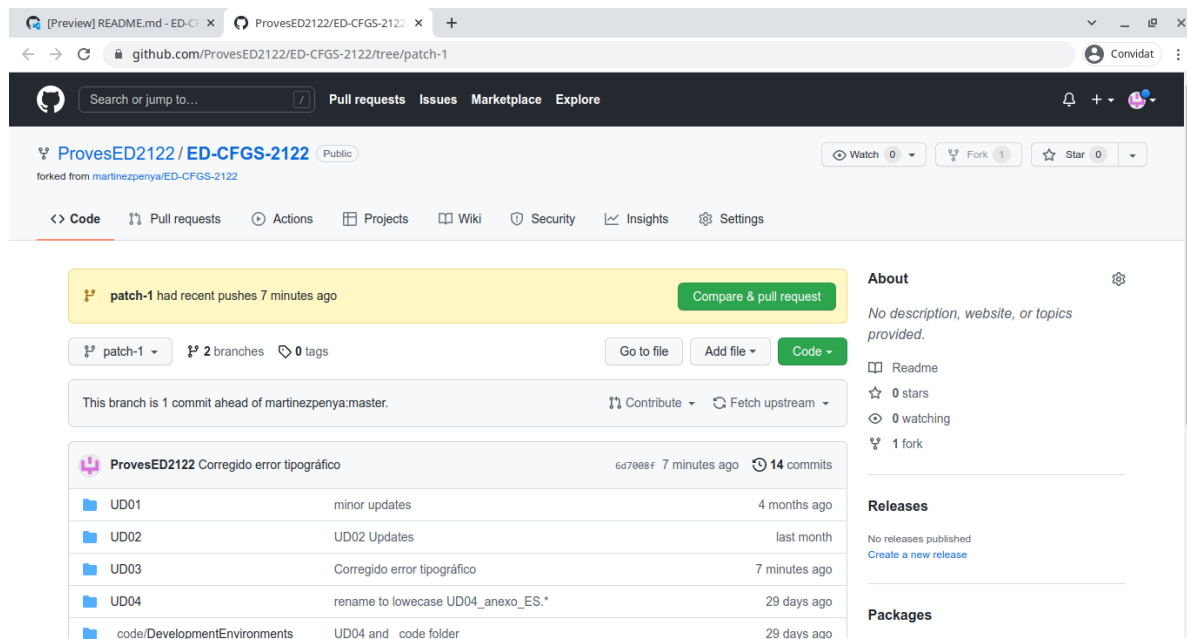 [Preview] README.md - ED-CF
ProvesED2122/ED-CFGS-2122
github.com/ProvesED2122/ED-CFGS-2122/tree/patch-1
Convidat
Search or jump to... /
Pull requests Issues Marketplace Explore
ProvesED2122 / ED-CFGS-2122 Public
Watch 0 Fork 1 Star 0
forked from martinezpenya/ED-CFGS-2122
<> Code Pull requests Actions Projects Wiki Security Insights Settings
patch-1 had recent pushes 7 minutes ago Compare & pull request
patch-1 2 branches 0 tags Go to file Add file Code
This branch is 1 commit ahead of martinezpenya:master. Contribute Fetch upstream
ProvesED2122 Corregido error tipográfico 6d7008f 7 minutes ago 14 commits
UD01 minor updates 4 months ago
UD02 UD02 Updates last month
UD03 Corregido error tipográfico 7 minutes ago
UD04 rename to lowecase UD04_anexo_ES.* 29 days ago
_code/DevelopmentEnvironments UD04 and _code folder 29 days ago
About
No description, website, or topics
provided.
Readme
0 stars
0 watching
1 fork
Releases
No releases published
Create a new release
Packages